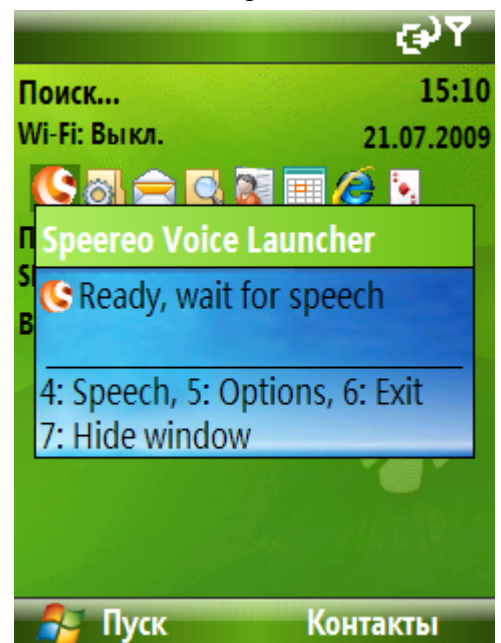 Поиск...
15:10
Wi-Fi: Выкл.
21.07.2009
Speereo Voice Launcher
Ready, wait for speech
4: Speech, 5: Options, 6: Exit
7: Hide window
Пуск
Контакты